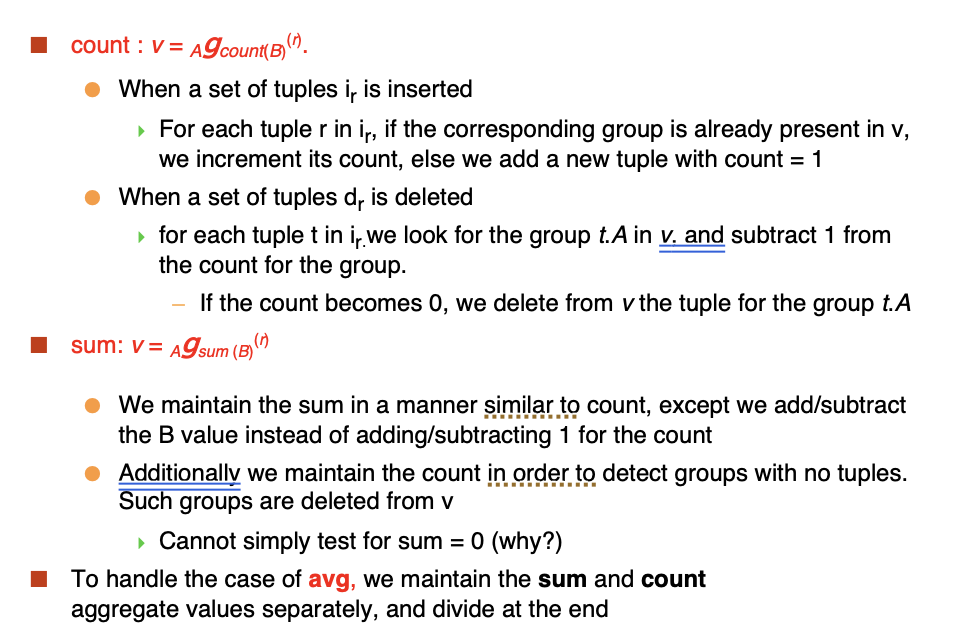 count : v = A g count(B)(r).
When a set of tuples ir is inserted
For each tuple r in ir, if the corresponding group is already present in v,
we increment its count, else we add a new tuple with count = 1
When a set of tuples dr is deleted
for each tuple t in ir.we look for the group t.A in v. and subtract 1 from
the count for the group.
– If the count becomes 0, we delete from v the tuple for the group t.A
sum: v = A g sum (B)(r)
We maintain the sum in a manner similar to count, except we add/subtract
the B value instead of adding/subtracting 1 for the count
Additionally we maintain the count in order to detect groups with no tuples.
Such groups are deleted from v
Cannot simply test for sum = 0 (why?)
To handle the case of avg, we maintain the sum and count
aggregate values separately, and divide at the end